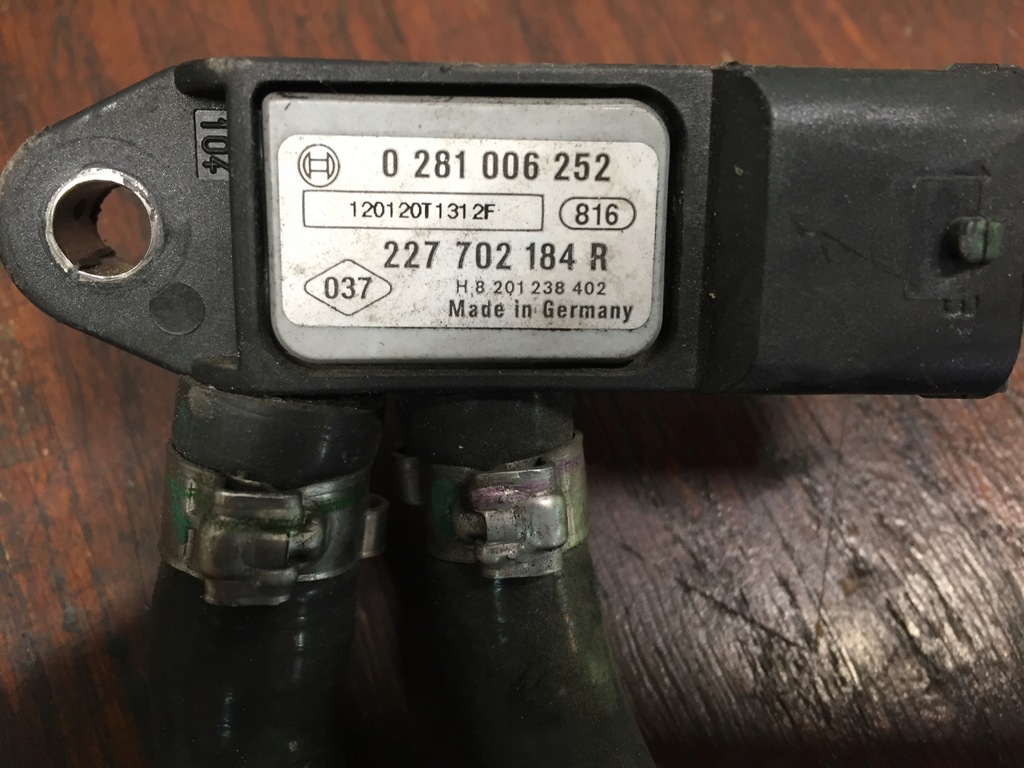 104
0 281 006 252
120120T1312F
816
227 702 184 R
037
H 8 201 238 402
Made in Germany